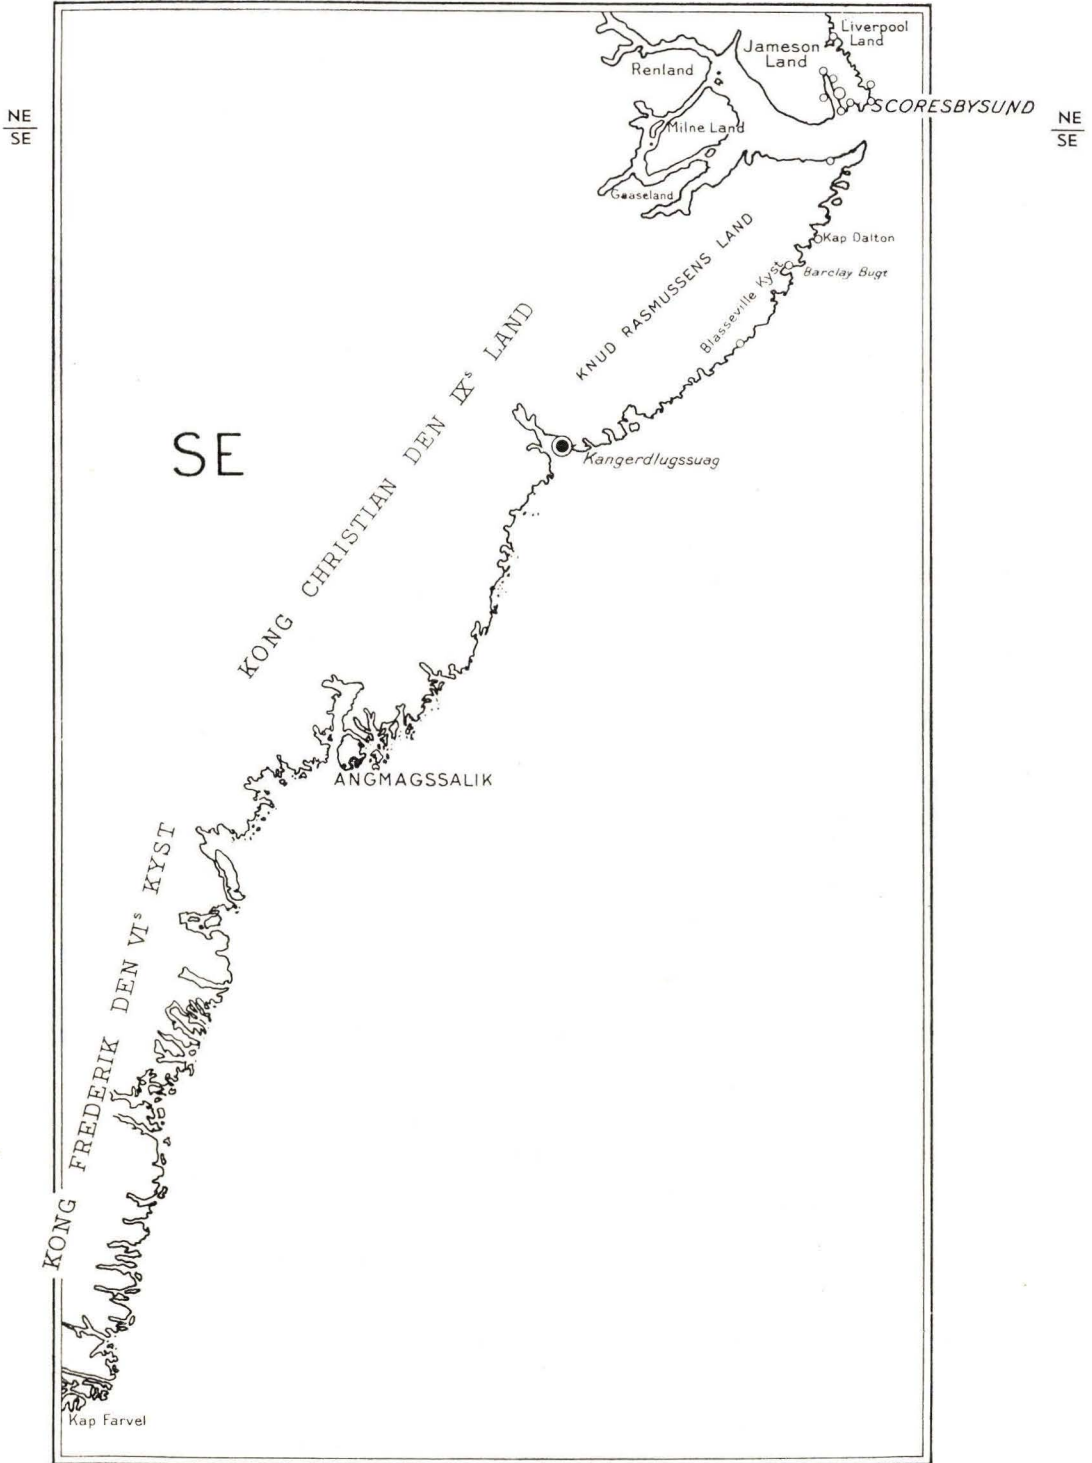 Liverpool
Land
Jameson
Land
Renland
SCORESBYSUND
NE
SE
NE
SE
Milne Land
Gaaseland
KNUD RASMUSSENS LAND
Kap Dalton
Barclay Bugt
Blasseville Kyst
KONG CHRISTIAN DEN IXs LAND
SE
Kangerdlugssuaq
ANGMAGSSALIK
KONG FREDERIK DEN VIs KYST
Kap Farvel